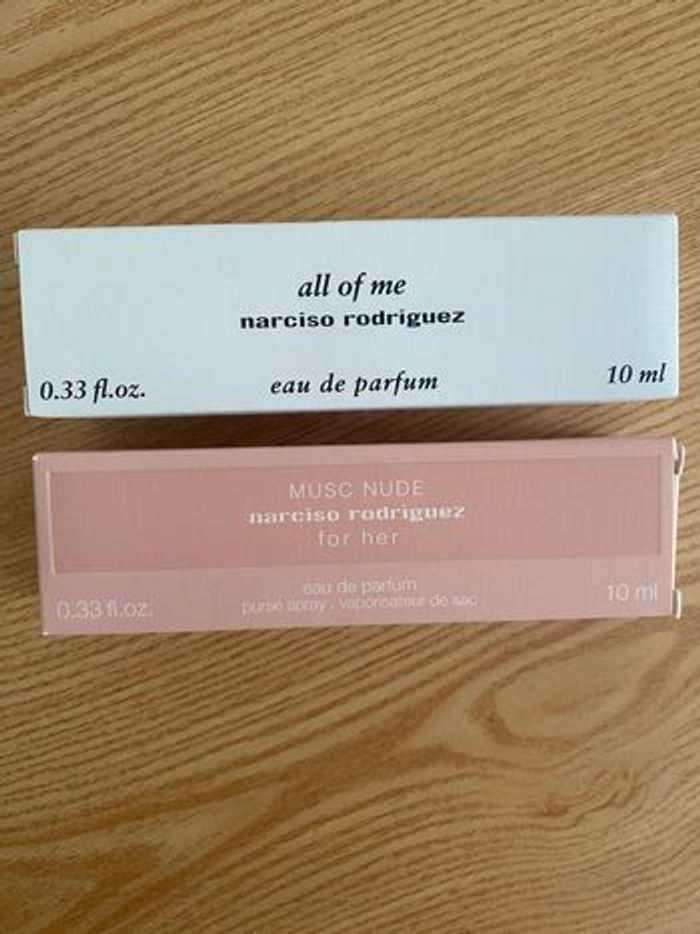 all of me
narciso rodriguez
0.33 fl.oz. eau de parfum 10 ml
MUSC NUDE
narciso rodriguez
for her
eau de parfum
0.33 fl.oz. purse spray . vaporisateur de sac 10 ml